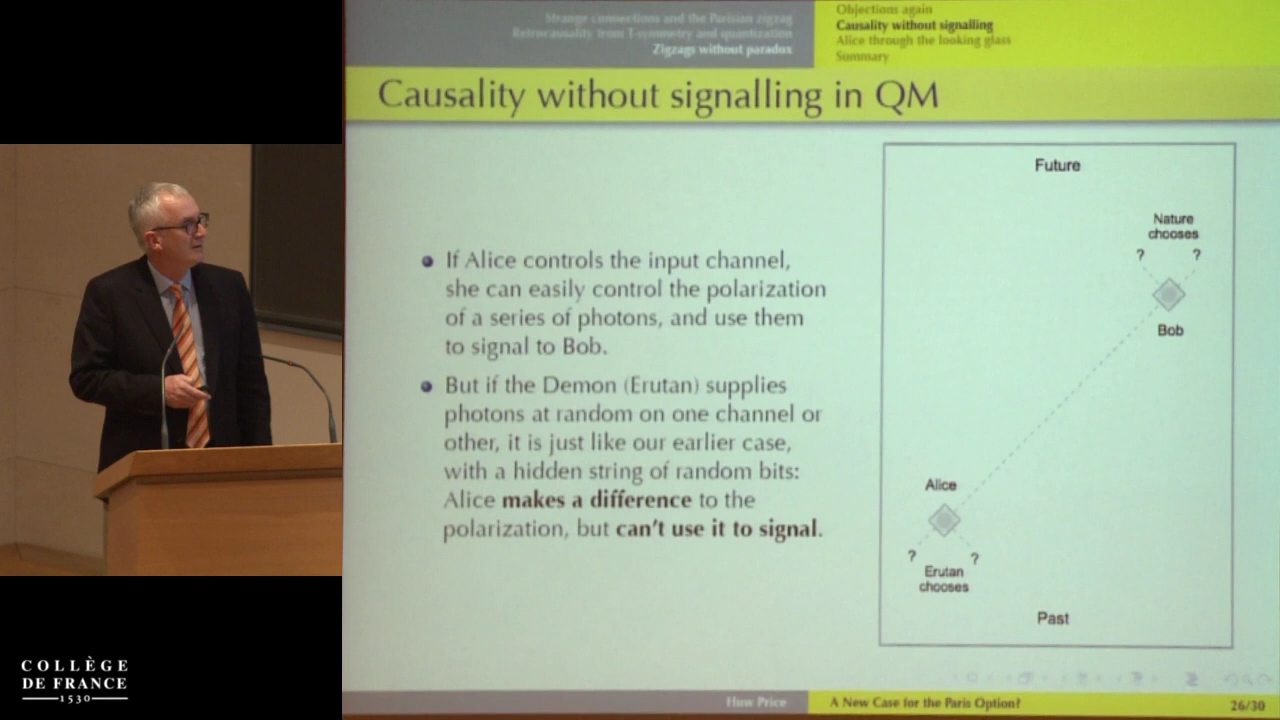 Strange connections and the Parisian zigzag
Retrocausality from T-symmetry and quantization
Zigzags without paradox
Objections again
Causality without signalling
Alice through the looking glass
Summary
Causality without signalling in QM
If Alice controls the input channel,
she can easily control the polarization
of a series of photons, and use them
to signal to Bob.
But if the Demon (Erutan) supplies
photons at random on one channel or
other, it is just like our earlier case,
with a hidden string of random bits:
Alice makes a difference to the
polarization, but can't use it to signal.
Future
Nature
chooses
? ?
Bob
Alice
? ?
Erutan
chooses
Past
Huw Price
A New Case for the Paris Option?
26/30
COLLÈGE
DE FRANCE
1530